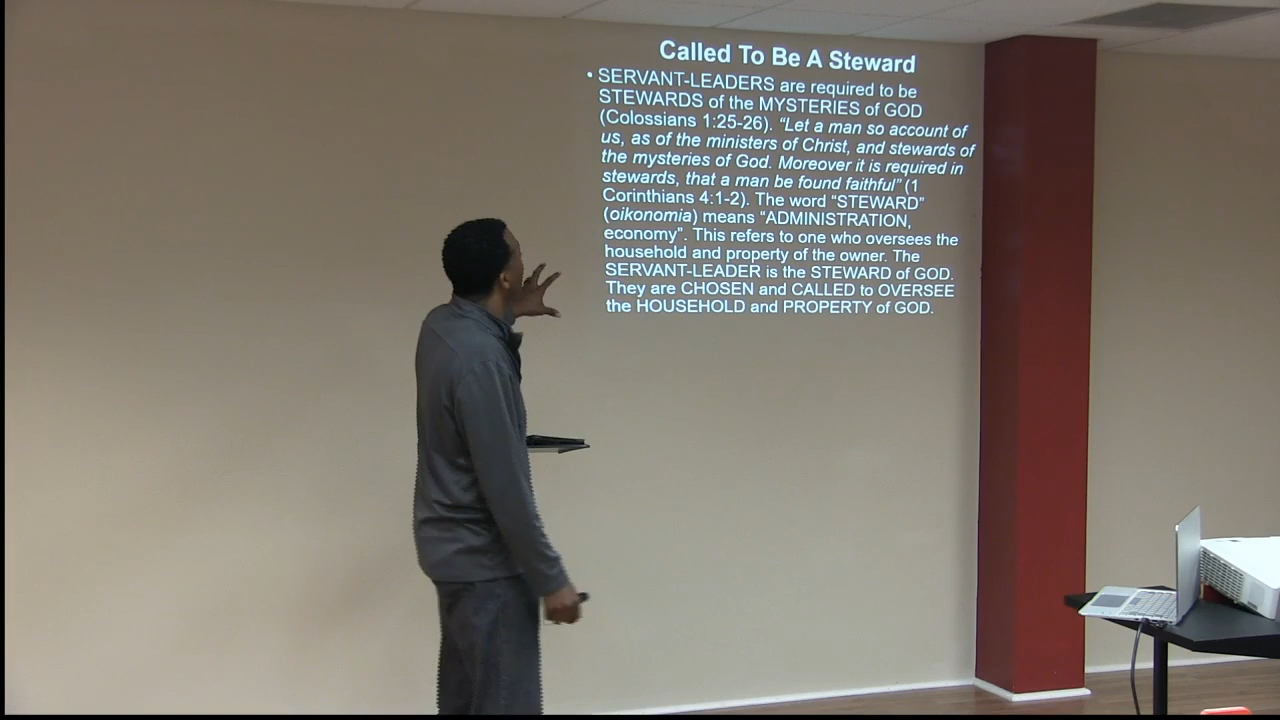 Called To Be A Steward
• SERVANT-LEADERS are required to be
STEWARDS of the MYSTERIES of GOD
(Colossians 1:25-26). “Let a man so account of
us, as of the ministers of Christ, and stewards of
the mysteries of God. Moreover it is required in
stewards, that a man be found faithful” (1
Corinthians 4:1-2). The word “STEWARD”
(oikonomia) means “ADMINISTRATION,
economy”. This refers to one who oversees the
household and property of the owner. The
SERVANT-LEADER is the STEWARD of GOD.
They are CHOSEN and CALLED to OVERSEE
the HOUSEHOLD and PROPERTY of GOD.